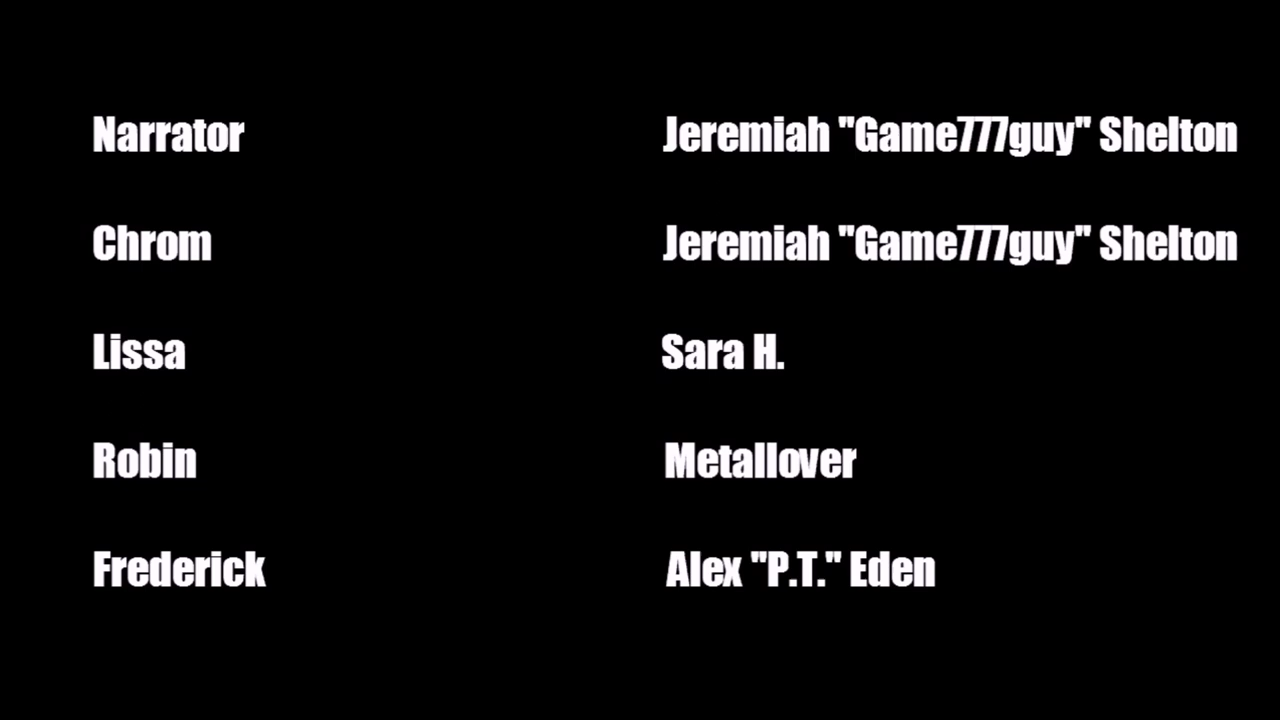 Narrator Jeremiah "Game777guy" Shelton
Chrom Jeremiah "Game777guy" Shelton
Lissa Sara H.
Robin Metallover
Frederick Alex "P.T." Eden